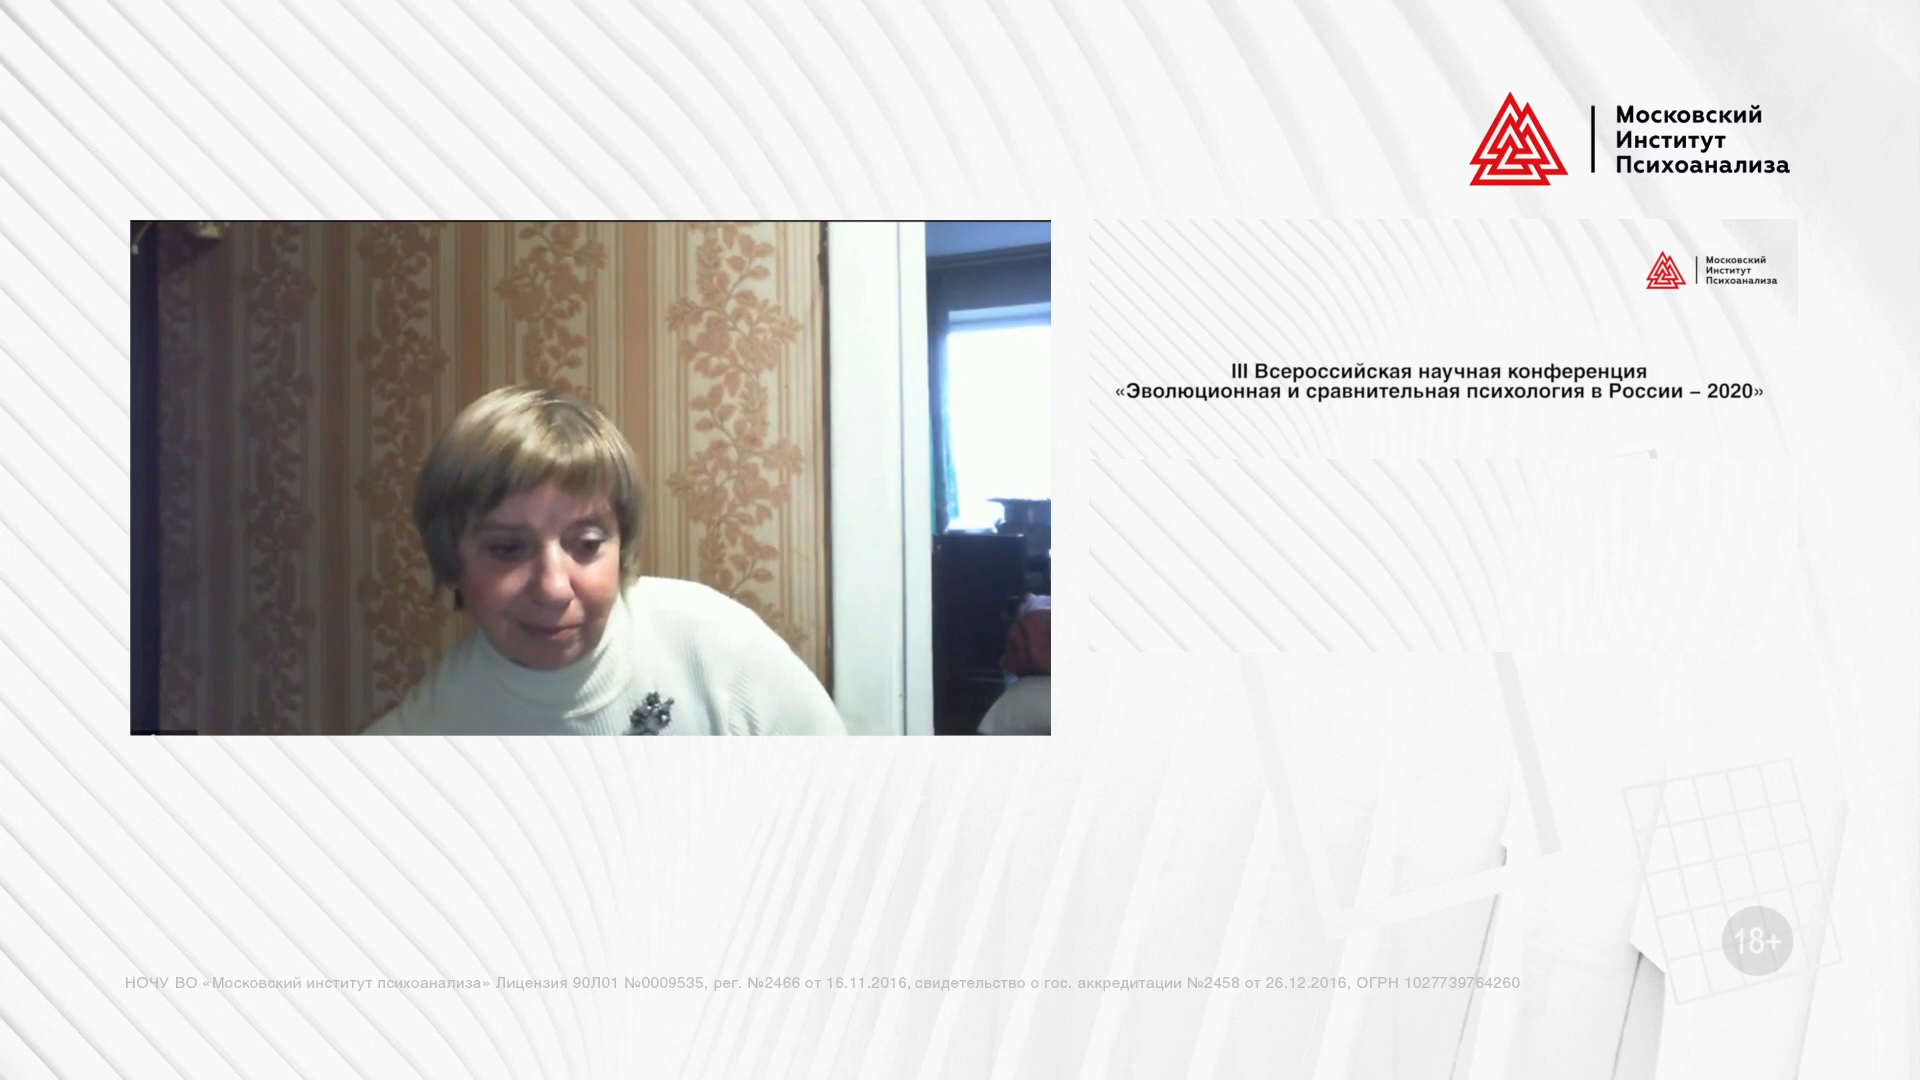 Московский
Институт
Психоанализа
Московский
Институт
Психоанализа
III Всероссийская научная конференция
«Эволюционная и сравнительная психология в России – 2020»
18+
НОЧУ ВО «Московский институт психоанализа» Лицензия 90Л01 №0009535, рег. №2466 от 16.11.2016, свидетельство о гос. аккредитации №2458 от 26.12.2016, ОГРН 1027739764260